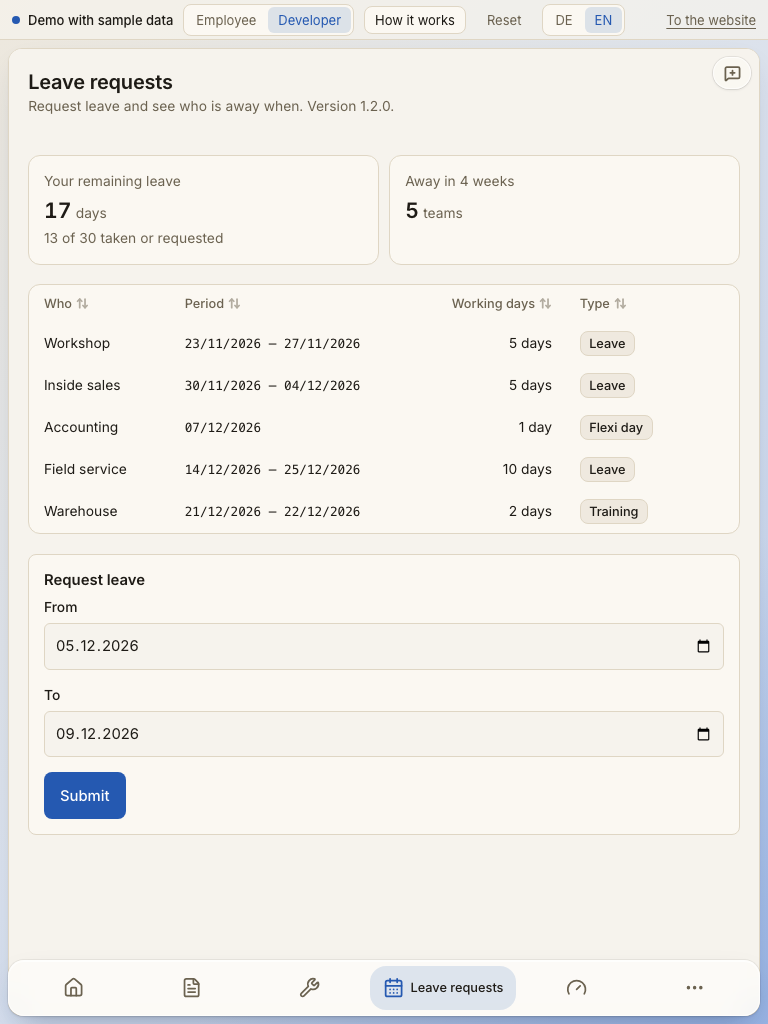 Demo with sample data Employee Developer How it works Reset DE EN To the website
Leave requests
Request leave and see who is away when. Version 1.2.0.
Your remaining leave
17 days
13 of 30 taken or requested
Away in 4 weeks
5 teams
Who Period Working days Type
Workshop 23/11/2026 – 27/11/2026 5 days Leave
Inside sales 30/11/2026 – 04/12/2026 5 days Leave
Accounting 07/12/2026 1 day Flexi day
Field service 14/12/2026 – 25/12/2026 10 days Leave
Warehouse 21/12/2026 – 22/12/2026 2 days Training
Request leave
From
05.12.2026
To
09.12.2026
Submit
Leave requests